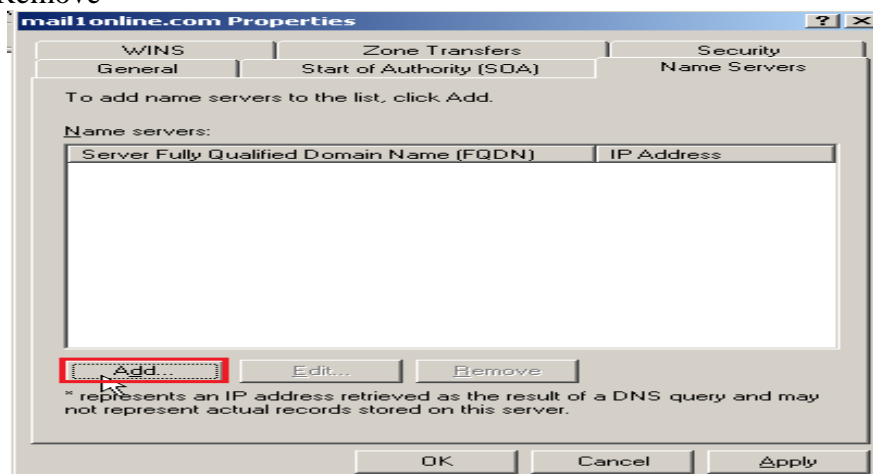 Remove
mail1online.com Properties
WINS Zone Transfers Security
General Start of Authority (SOA) Name Servers
To add name servers to the list, click Add.
Name servers:
Server Fully Qualified Domain Name (FQDN) IP Address
Add... Edit... Remove
* represents an IP address retrieved as the result of a DNS query and may
not represent actual records stored on this server.
OK Cancel Apply